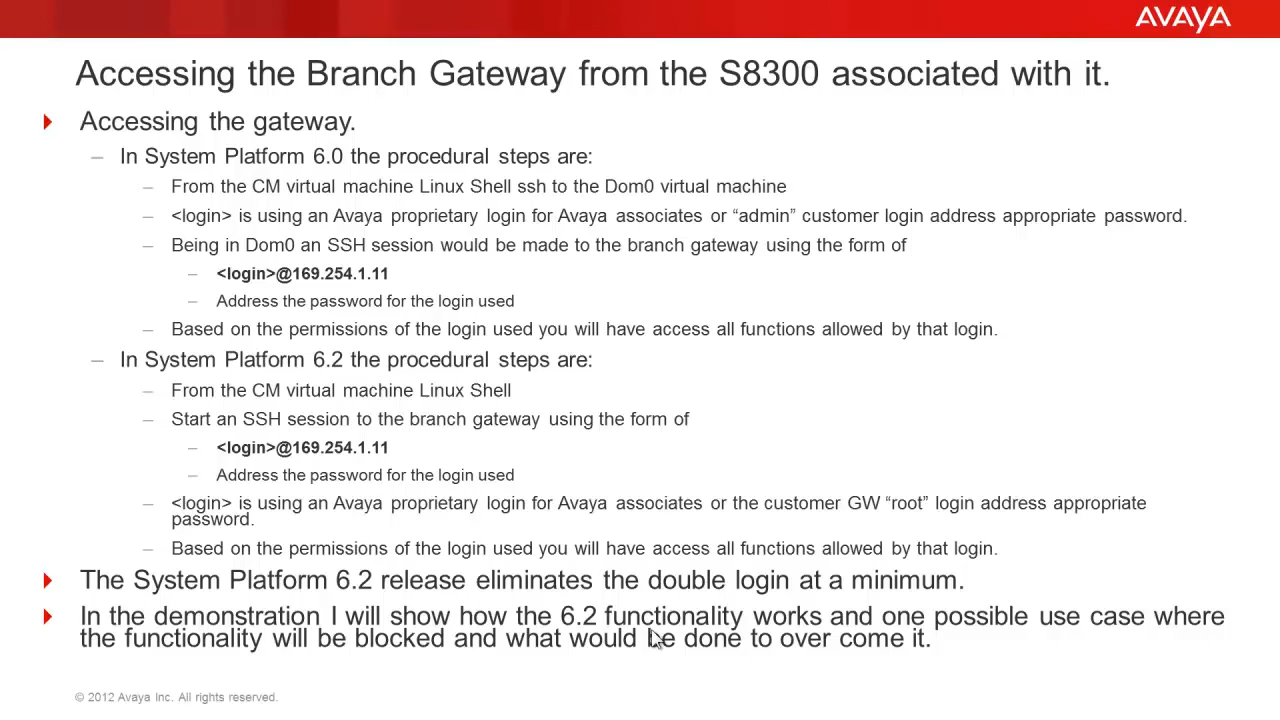 AVAYA
Accessing the Branch Gateway from the S8300 associated with it.
Accessing the gateway.
– In System Platform 6.0 the procedural steps are:
– From the CM virtual machine Linux Shell ssh to the Dom0 virtual machine
– <login> is using an Avaya proprietary login for Avaya associates or “admin” customer login address appropriate password.
– Being in Dom0 an SSH session would be made to the branch gateway using the form of
– <login>@169.254.1.11
– Address the password for the login used
– Based on the permissions of the login used you will have access all functions allowed by that login.
– In System Platform 6.2 the procedural steps are:
– From the CM virtual machine Linux Shell
– Start an SSH session to the branch gateway using the form of
– <login>@169.254.1.11
– Address the password for the login used
– <login> is using an Avaya proprietary login for Avaya associates or the customer GW “root” login address appropriate
password.
– Based on the permissions of the login used you will have access all functions allowed by that login.
The System Platform 6.2 release eliminates the double login at a minimum.
In the demonstration I will show how the 6.2 functionality works and one possible use case where
the functionality will be blocked and what would be done to over come it.
© 2012 Avaya Inc. All rights reserved.